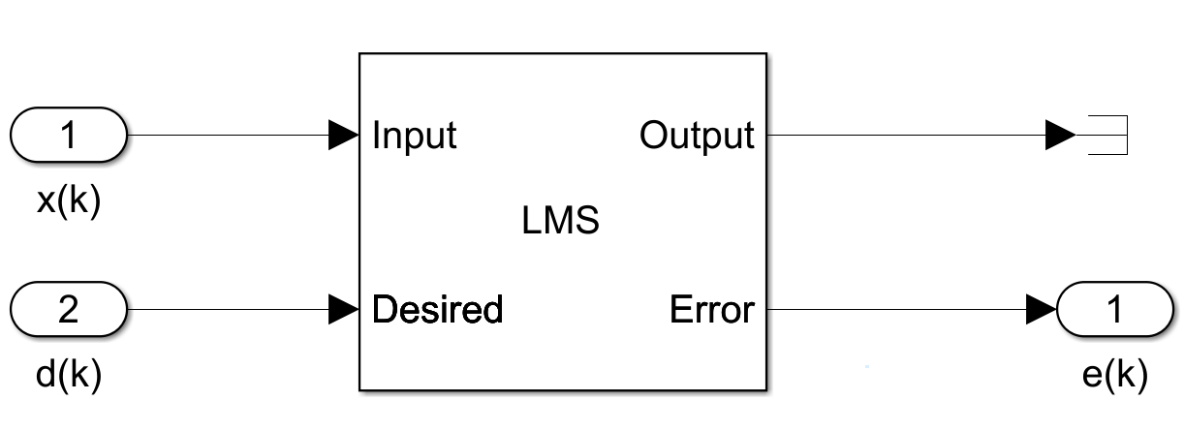 1
x(k)
2
d(k)
Input
Output
LMS
Desired
Error
1
e(k)